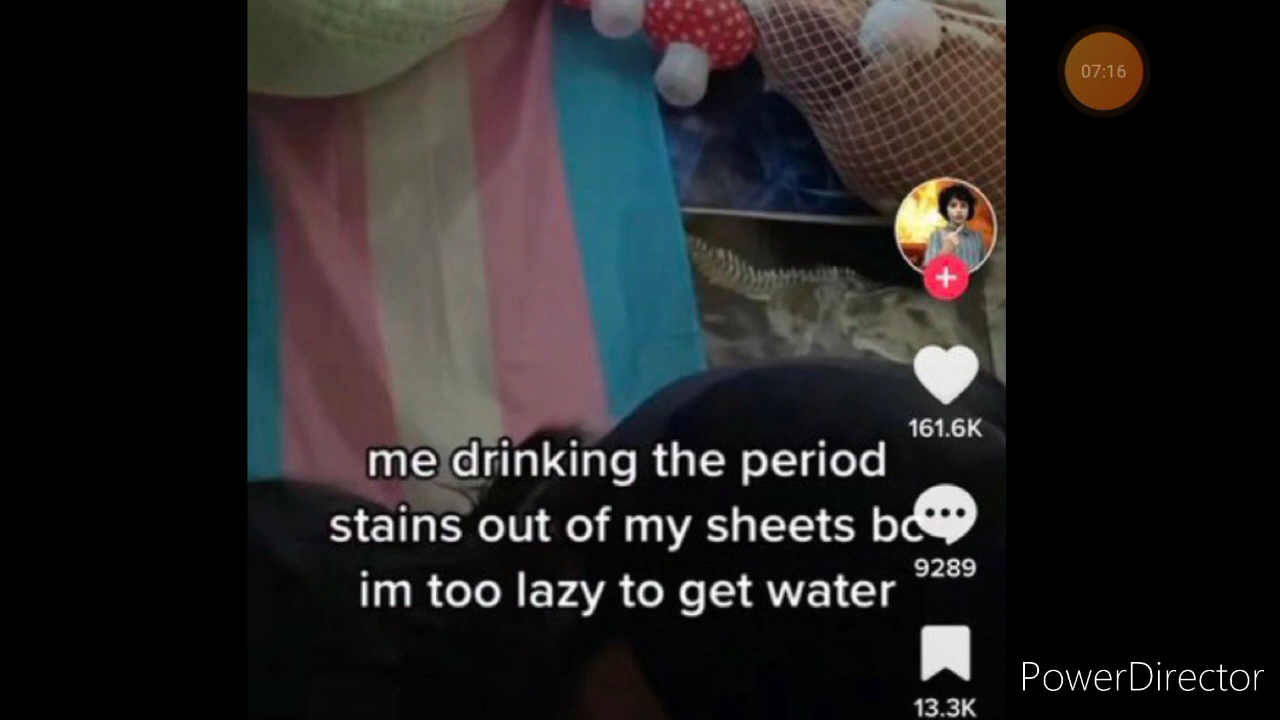 07:16
161.6K
me drinking the period
stains out of my sheets bc
9289
im too lazy to get water
PowerDirector
13.3K